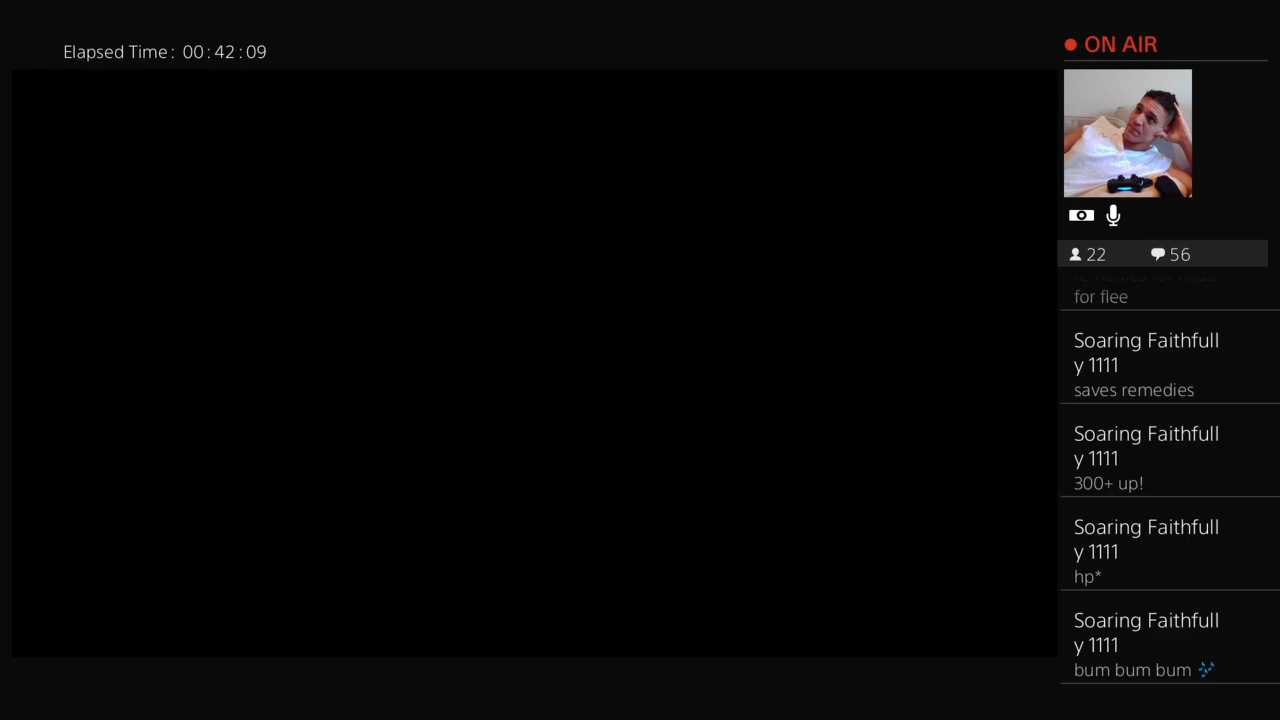 Elapsed Time: 00:42:09
ON AIR
22 56
for flee
Soaring Faithfull
y 1111
saves remedies
Soaring Faithfull
y 1111
300+ up!
Soaring Faithfull
y 1111
hp*
Soaring Faithfull
y 1111
bum bum bum 🎶